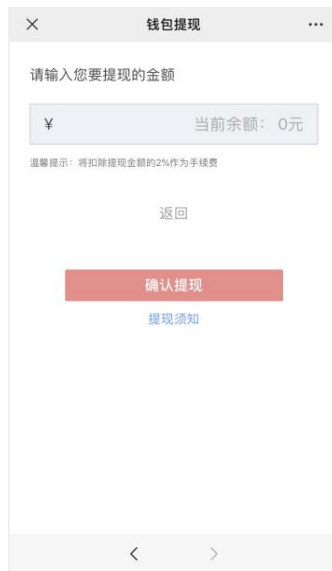 钱包提现
请输入您要提现的金额
¥ 当前余额：0元
温馨提示：将扣除提现金额的2%作为手续费
返回
确认提现
提现须知